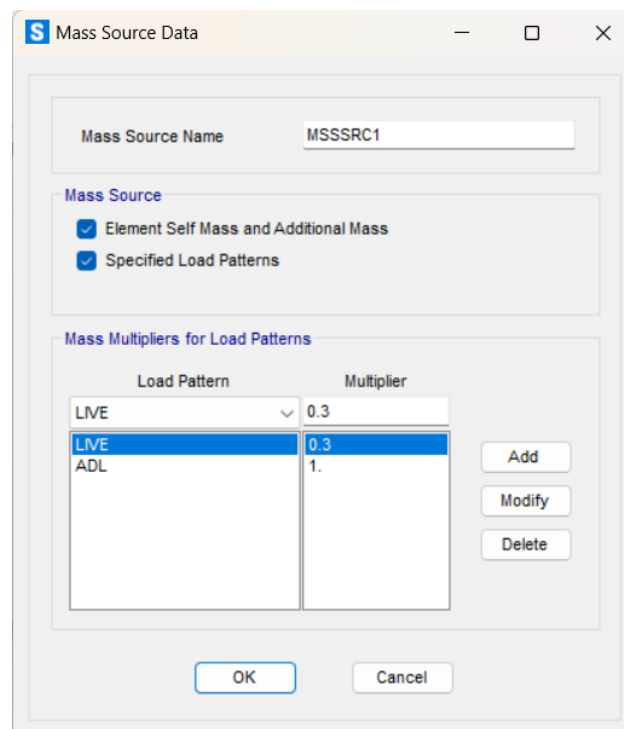 S Mass Source Data
Mass Source Name MSSSRC1
Mass Source
Element Self Mass and Additional Mass
Specified Load Patterns
Mass Multipliers for Load Patterns
Load Pattern Multiplier
LIVE 0.3
LIVE 0.3
ADL 1.
Add
Modify
Delete
OK Cancel